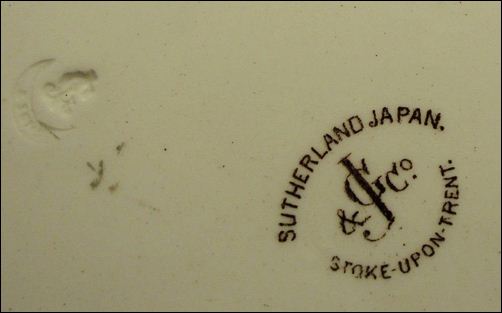 SUTHERLAND JAPAN.
& Co.
STOKE-UPON-TRENT.